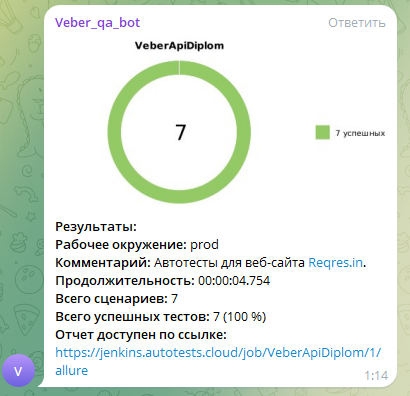 Veber_qa_bot
Ответить
VeberApiDiplom
7
7 успешных
Результаты:
Рабочее окружение: prod
Комментарий: Автотесты для веб-сайта Reqres.in.
Продолжительность: 00:00:04.754
Всего сценариев: 7
Всего успешных тестов: 7 (100 %)
Отчет доступен по ссылке:
https://jenkins.autotests.cloud/job/VeberApiDiplom/1/
allure
1:14
V